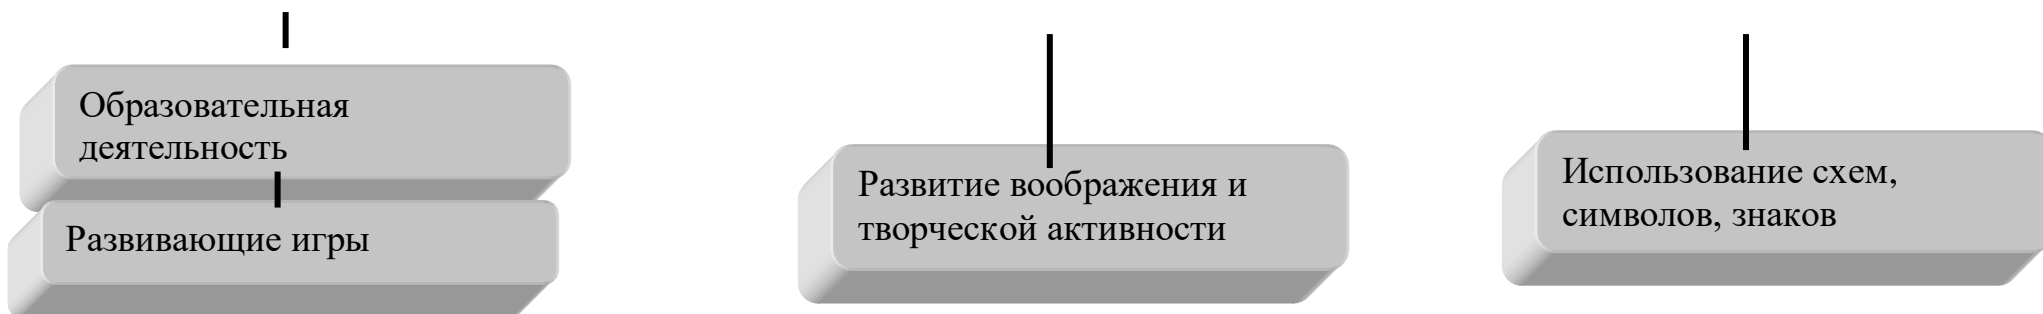 Образовательная
деятельность
Развивающие игры
Развитие воображения и
творческой активности
Использование схем,
символов, знаков